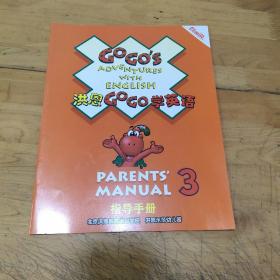 GOGO'S
ADVENTURES
WITH
ENGLISH
洪恩GOGO学英语
PARENTS'
MANUAL 3
指导手册